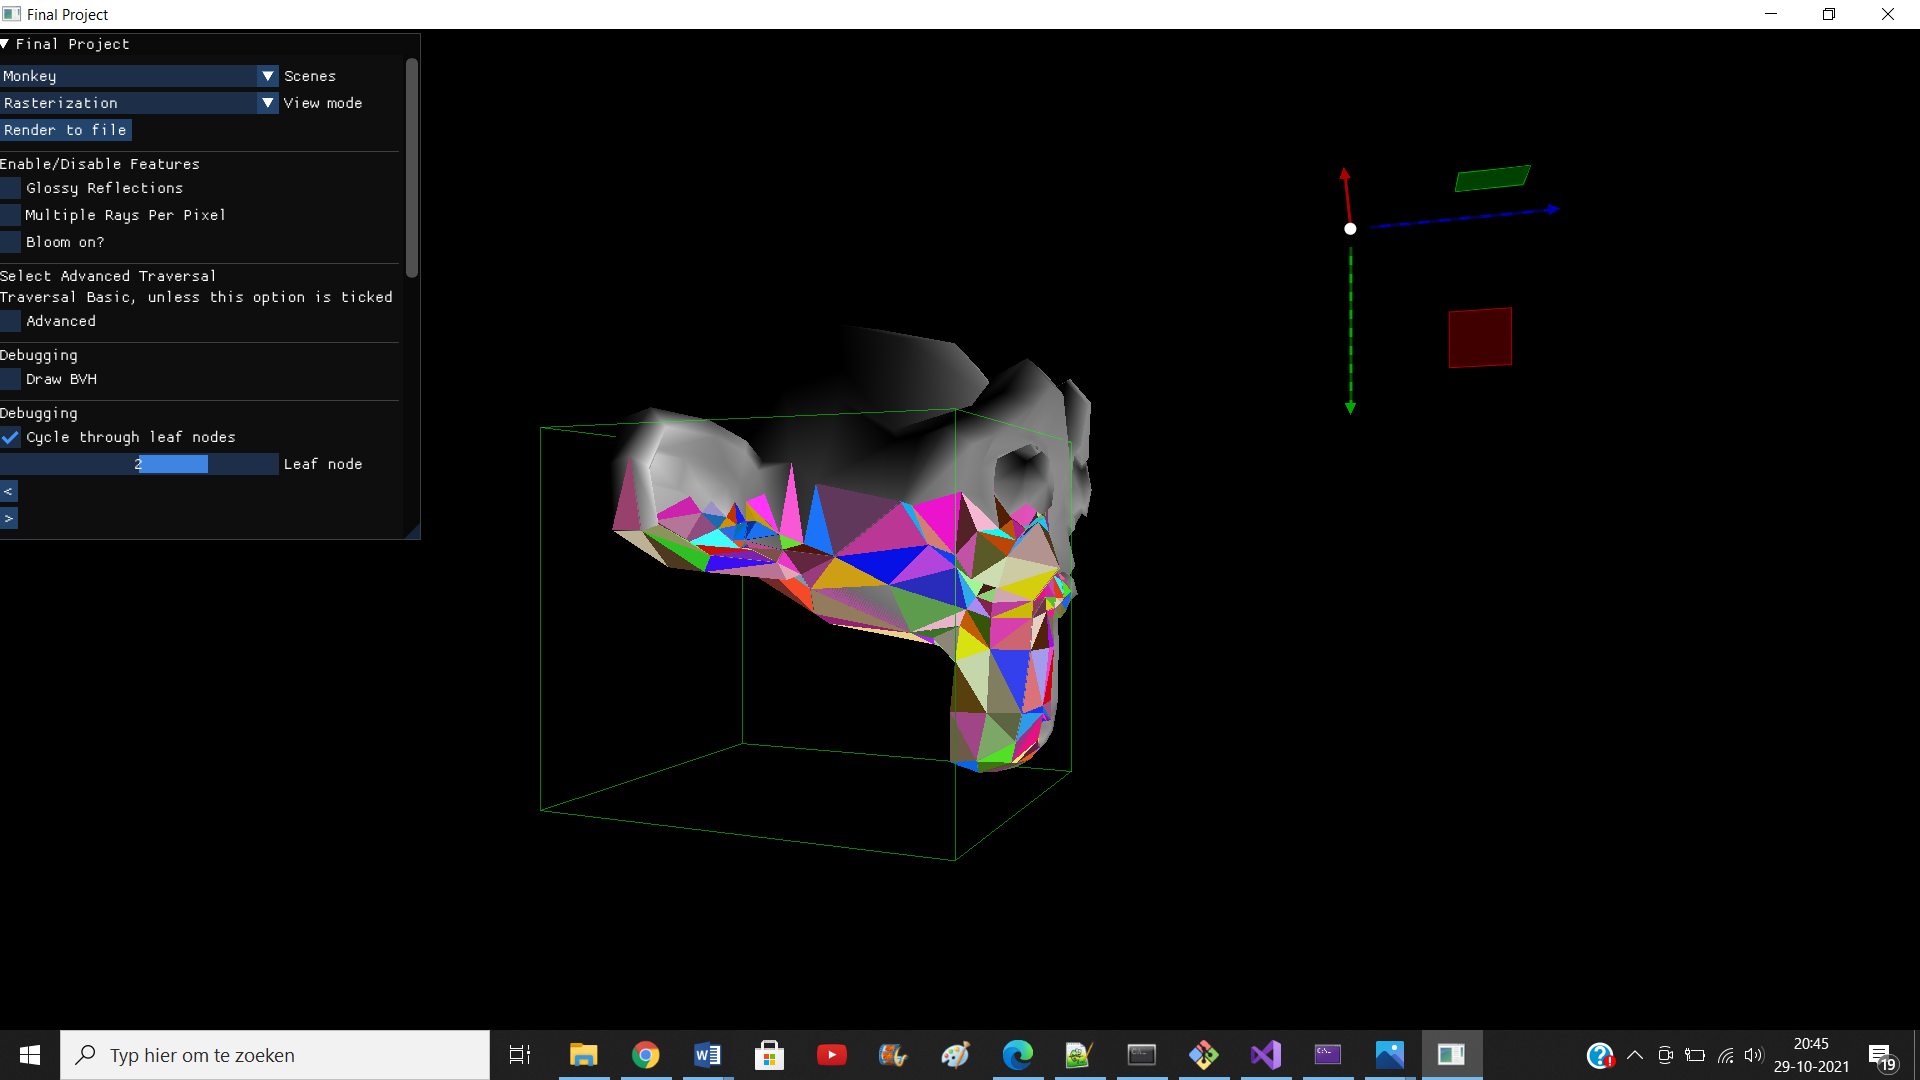 Final Project
Final Project
Monkey Scenes
Rasterization View mode
Render to file
Enable/Disable Features
Glossy Reflections
Multiple Rays Per Pixel
Bloom on?
Select Advanced Traversal
Traversal Basic, unless this option is ticked
Advanced
Debugging
Draw BVH
Debugging
Cycle through leaf nodes
2 Leaf node
<
>
Typ hier om te zoeken
20:45
29-10-2021
19